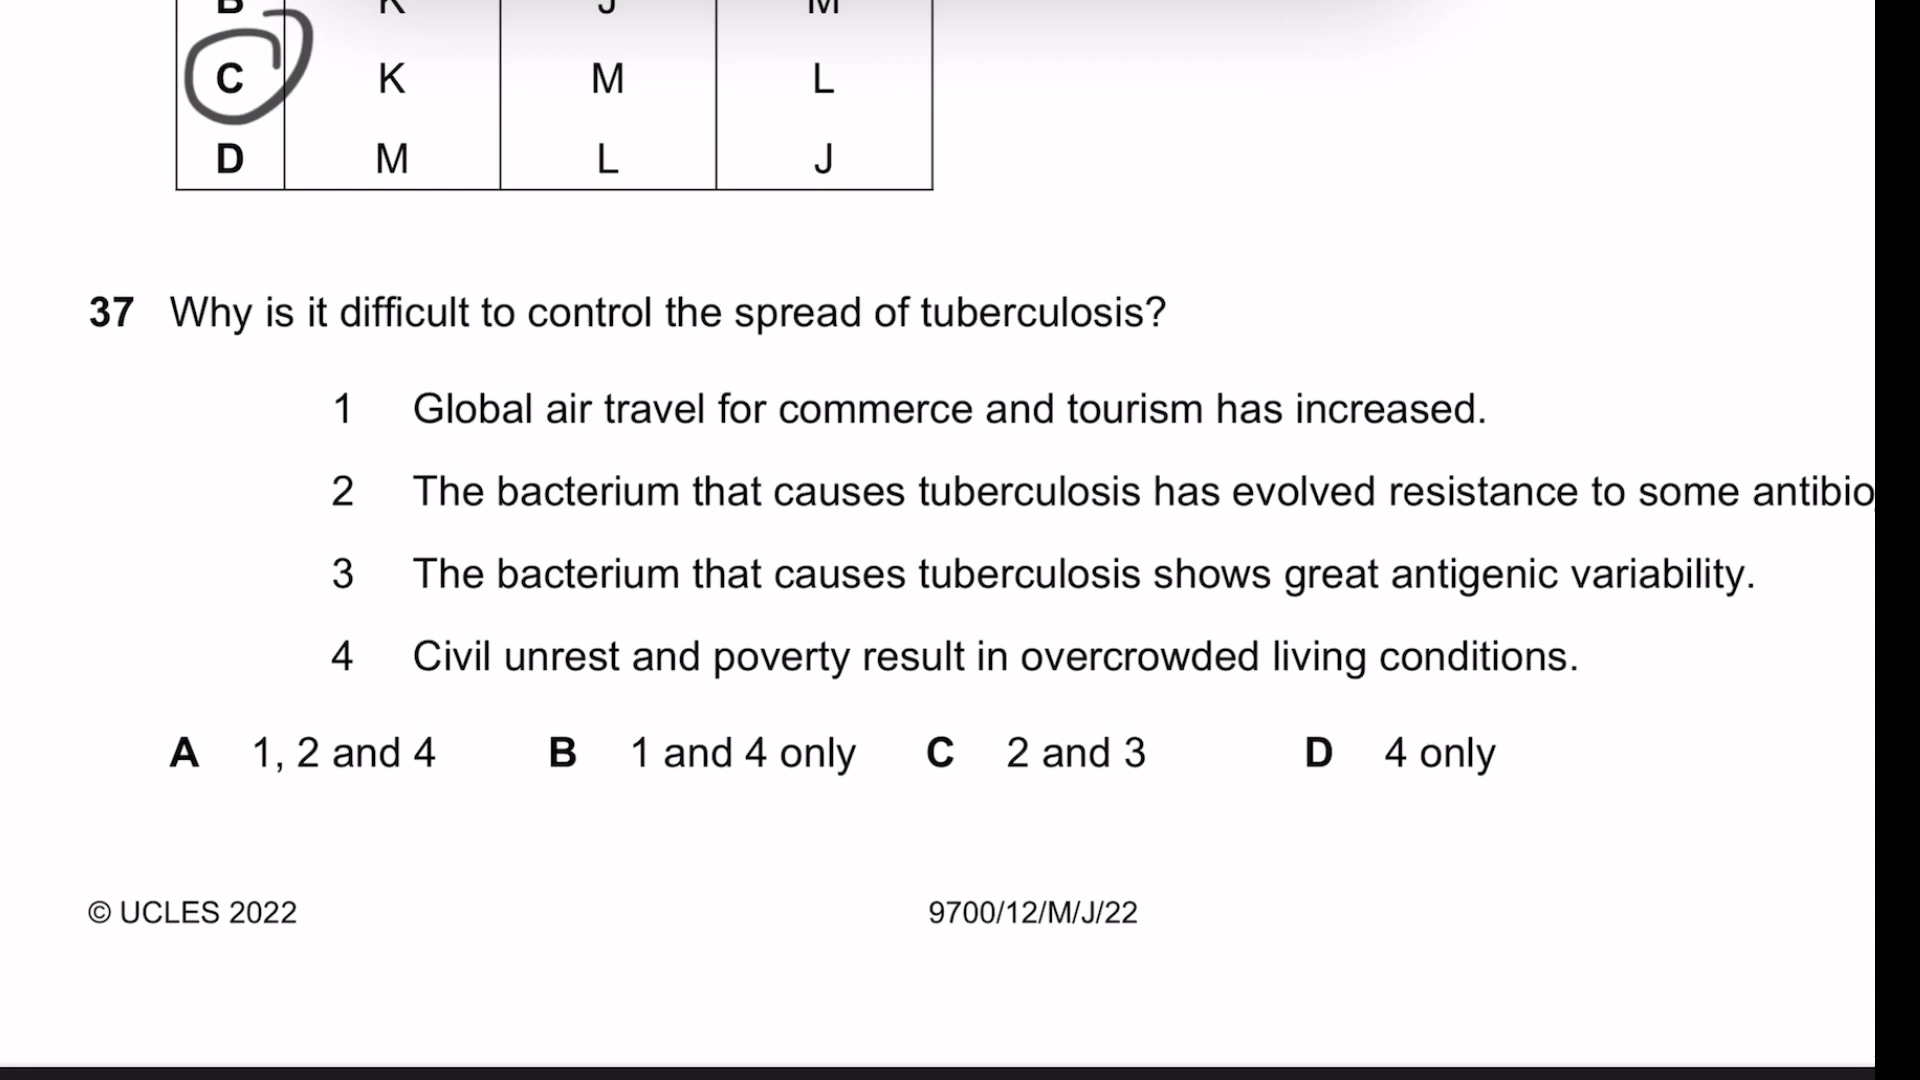 B K J M
C K M L
D M L J
37 Why is it difficult to control the spread of tuberculosis?
1 Global air travel for commerce and tourism has increased.
2 The bacterium that causes tuberculosis has evolved resistance to some antibio
3 The bacterium that causes tuberculosis shows great antigenic variability.
4 Civil unrest and poverty result in overcrowded living conditions.
A 1, 2 and 4 B 1 and 4 only C 2 and 3 D 4 only
© UCLES 2022 9700/12/M/J/22